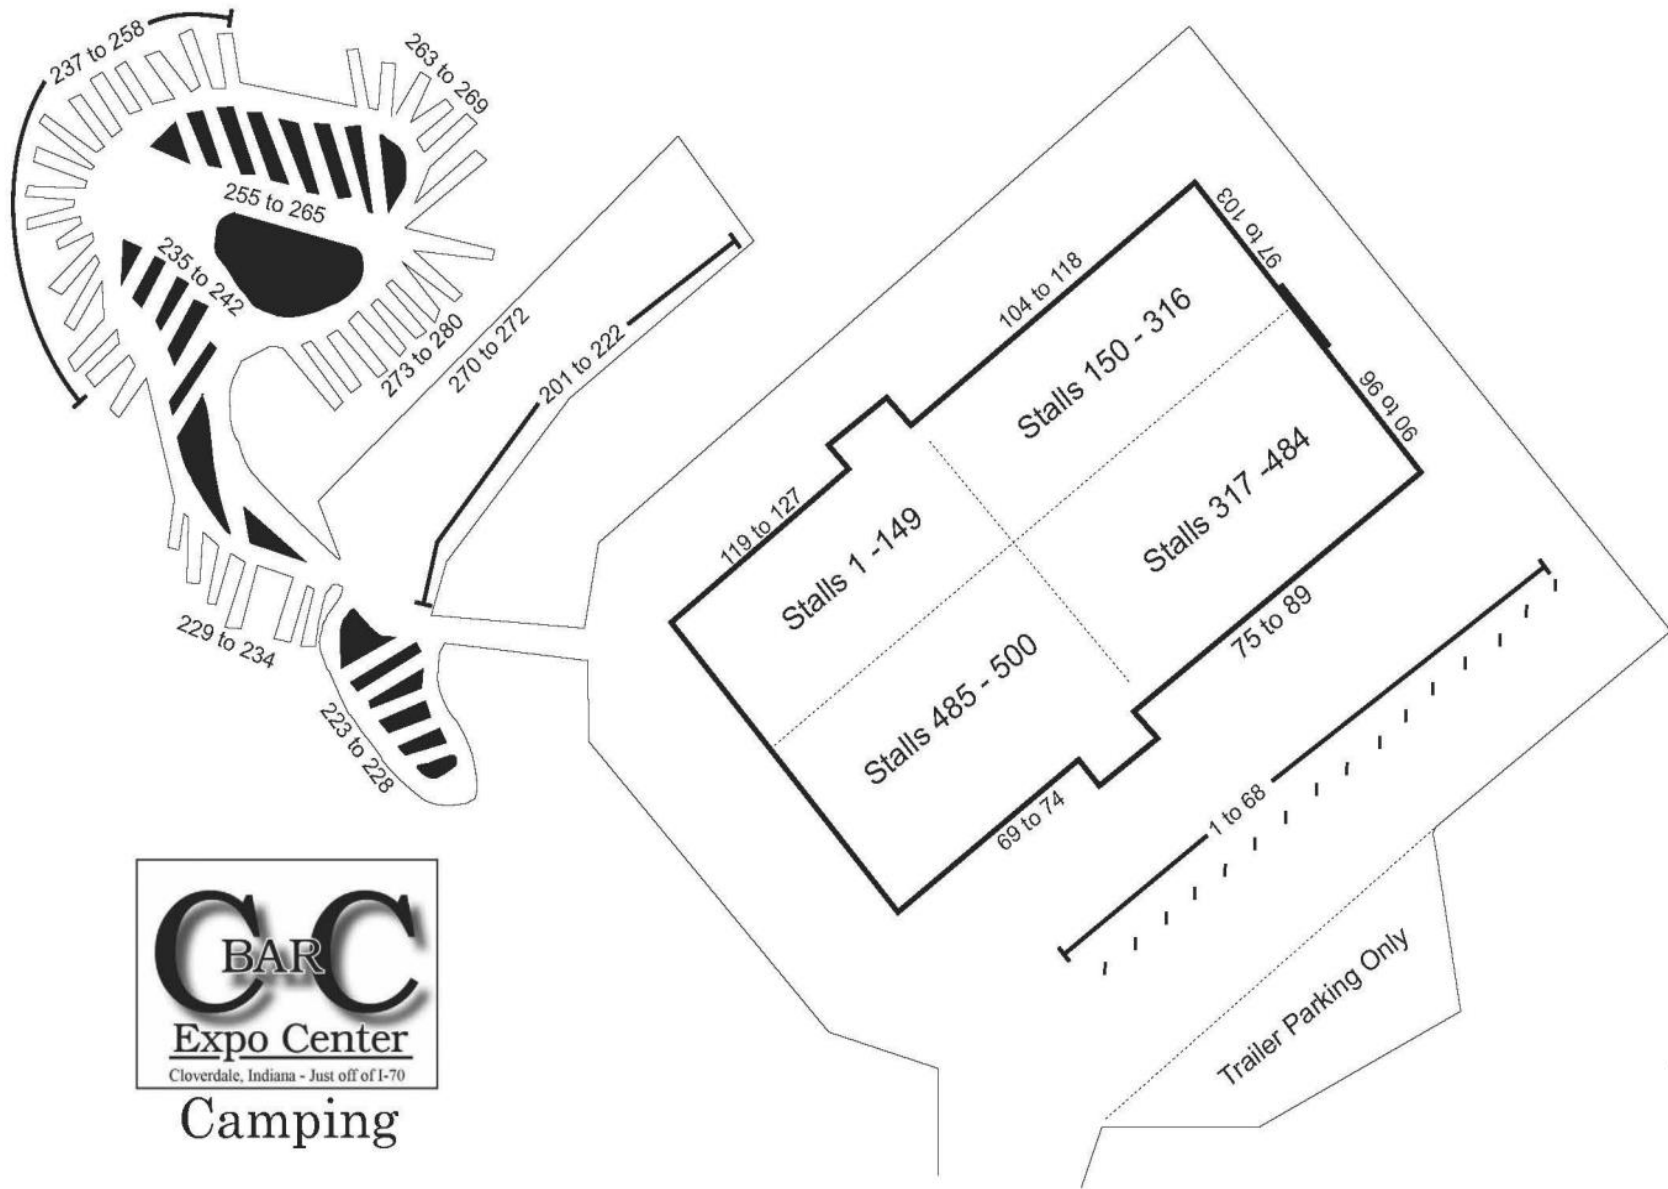 237 to 258
263 to 269
255 to 265
235 to 242
273 to 280
270 to 272
201 to 222
229 to 234
223 to 228
97 to 103
104 to 118
Stalls 150 - 316
90 to 96
Stalls 317 -484
119 to 127
Stalls 1 -149
75 to 89
Stalls 485 - 500
69 to 74
1 to 68
Trailer Parking Only
C BAR C
Expo Center
Cloverdale, Indiana - Just off of I-70
Camping